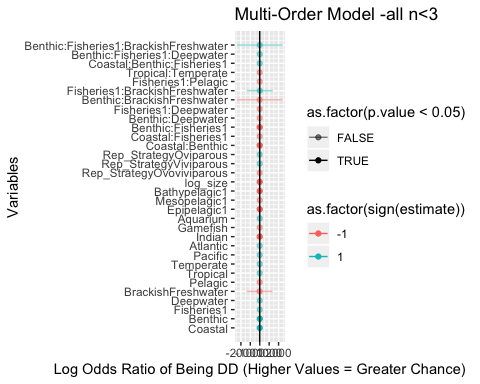 Multi-Order Model -all n<3
Variables
Benthic:Fisheries1:BrackishFreshwater
Benthic:Fisheries1:Deepwater
Coastal:Benthic:Fisheries1
Tropical:Temperate
Fisheries1:Pelagic
Fisheries1:BrackishFreshwater
Benthic:BrackishFreshwater
Fisheries1:Deepwater
Benthic:Deepwater
Benthic:Fisheries1
Coastal:Fisheries1
Coastal:Benthic
Rep_StrategyOviparous
Rep_StrategyViviparous
Rep_StrategyOvoviviparous
log_size
Bathypelagic1
Mesopelagic1
Epipelagic1
Aquarium
Gamefish
Indian
Atlantic
Pacific
Temperate
Tropical
Pelagic
BrackishFreshwater
Deepwater
Fisheries1
Benthic
Coastal
Log Odds Ratio of Being DD (Higher Values = Greater Chance)
as.factor(p.value < 0.05)
FALSE
TRUE
as.factor(sign(estimate))
-1
1